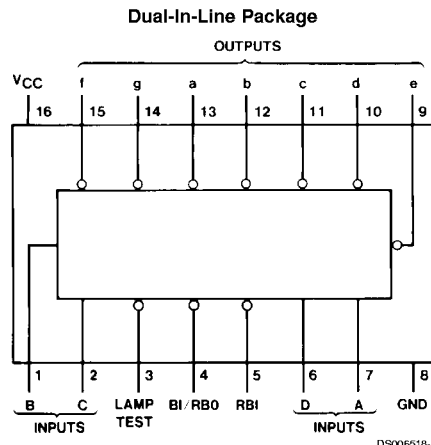 Dual-In-Line Package
OUTPUTS
VCC f g a b c d e
16 15 14 13 12 11 10 9
1 2 3 4 5 6 7 8
B C LAMP TEST BI/RBO RBI D A GND
INPUTS INPUTS
DS006518-